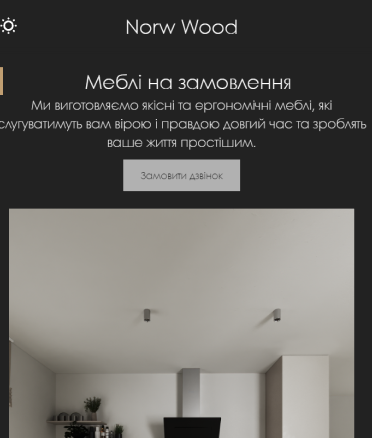 Norw Wood
Меблі на замовлення
Ми виготовляємо якісні та ергономічні меблі, які
слугуватимуть вам вірою і правдою довгий час та зроблять
ваше життя простішим.
Замовити дзвінок